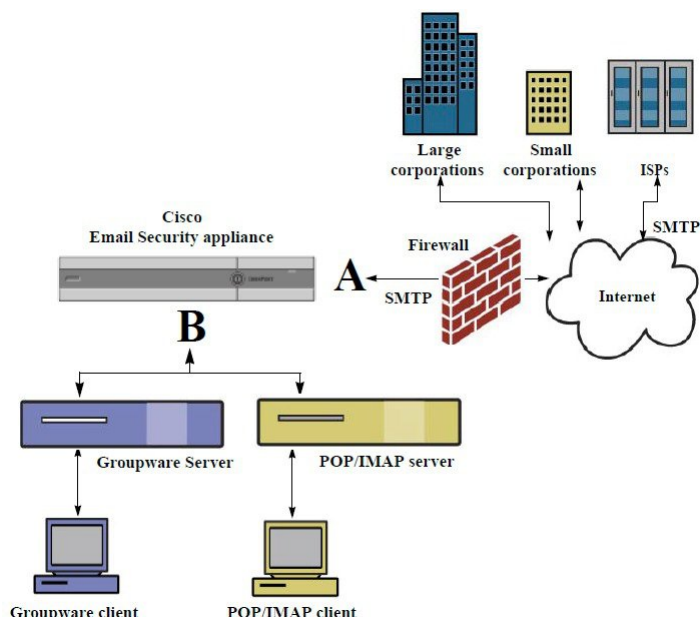 Large
corporations
Small
corporations
ISPs
SMTP
Cisco
Email Security appliance
Firewall
A
SMTP
Internet
B
Groupware Server
POP/IMAP server
Groupware client
POP/IMAP client